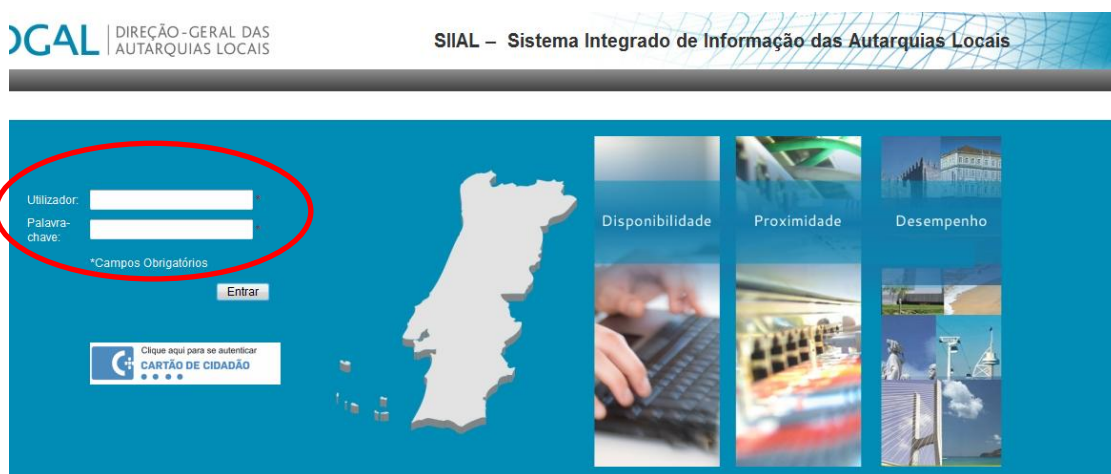 OGAL DIREÇÃO-GERAL DAS
AUTARQUIAS LOCAIS
SIIAL – Sistema Integrado de Informação das Autarquias Locais
Utilizador: *
Palavra-
chave: *
*Campos Obrigatórios
Entrar
Clique aqui para se autenticar
CARTÃO DE CIDADÃO
Disponibilidade
Proximidade
Desempenho